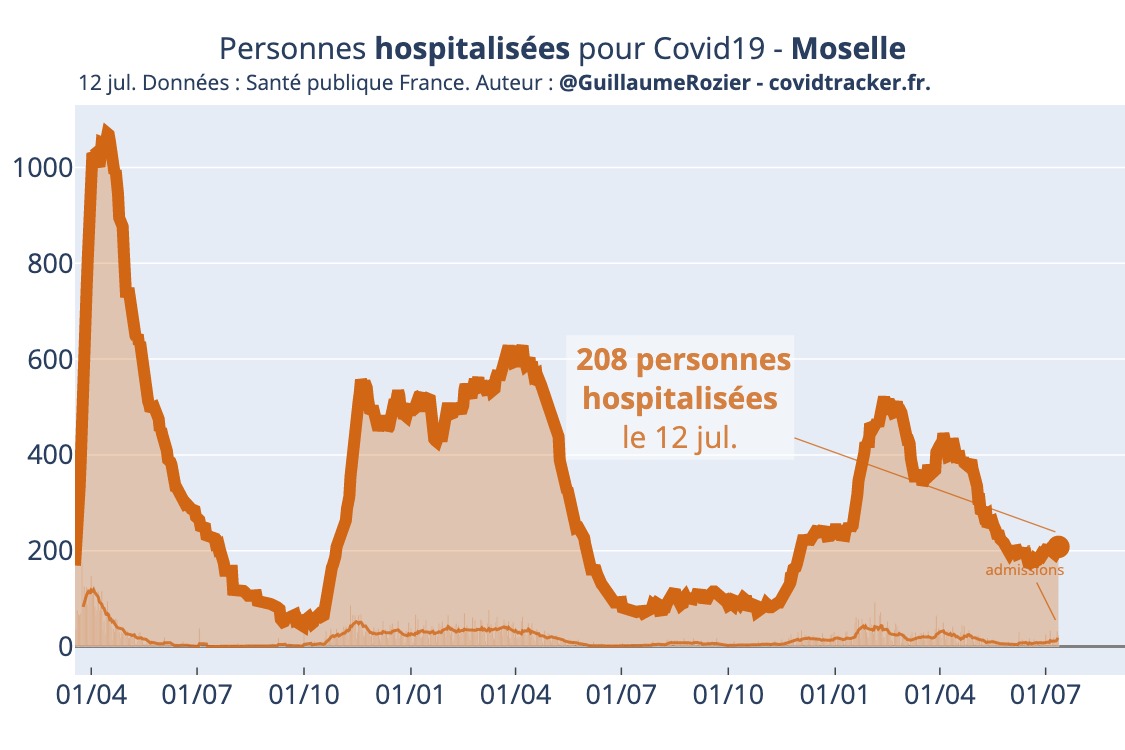 Personnes hospitalisées pour Covid19 - Moselle
12 jul. Données : Santé publique France. Auteur : @GuillaumeRozier - covidtracker.fr.
1000
800
600
400
200
0
208 personnes
hospitalisées
le 12 jul.
admissions
01/04 01/07 01/10 01/01 01/04 01/07 01/10 01/01 01/04 01/07